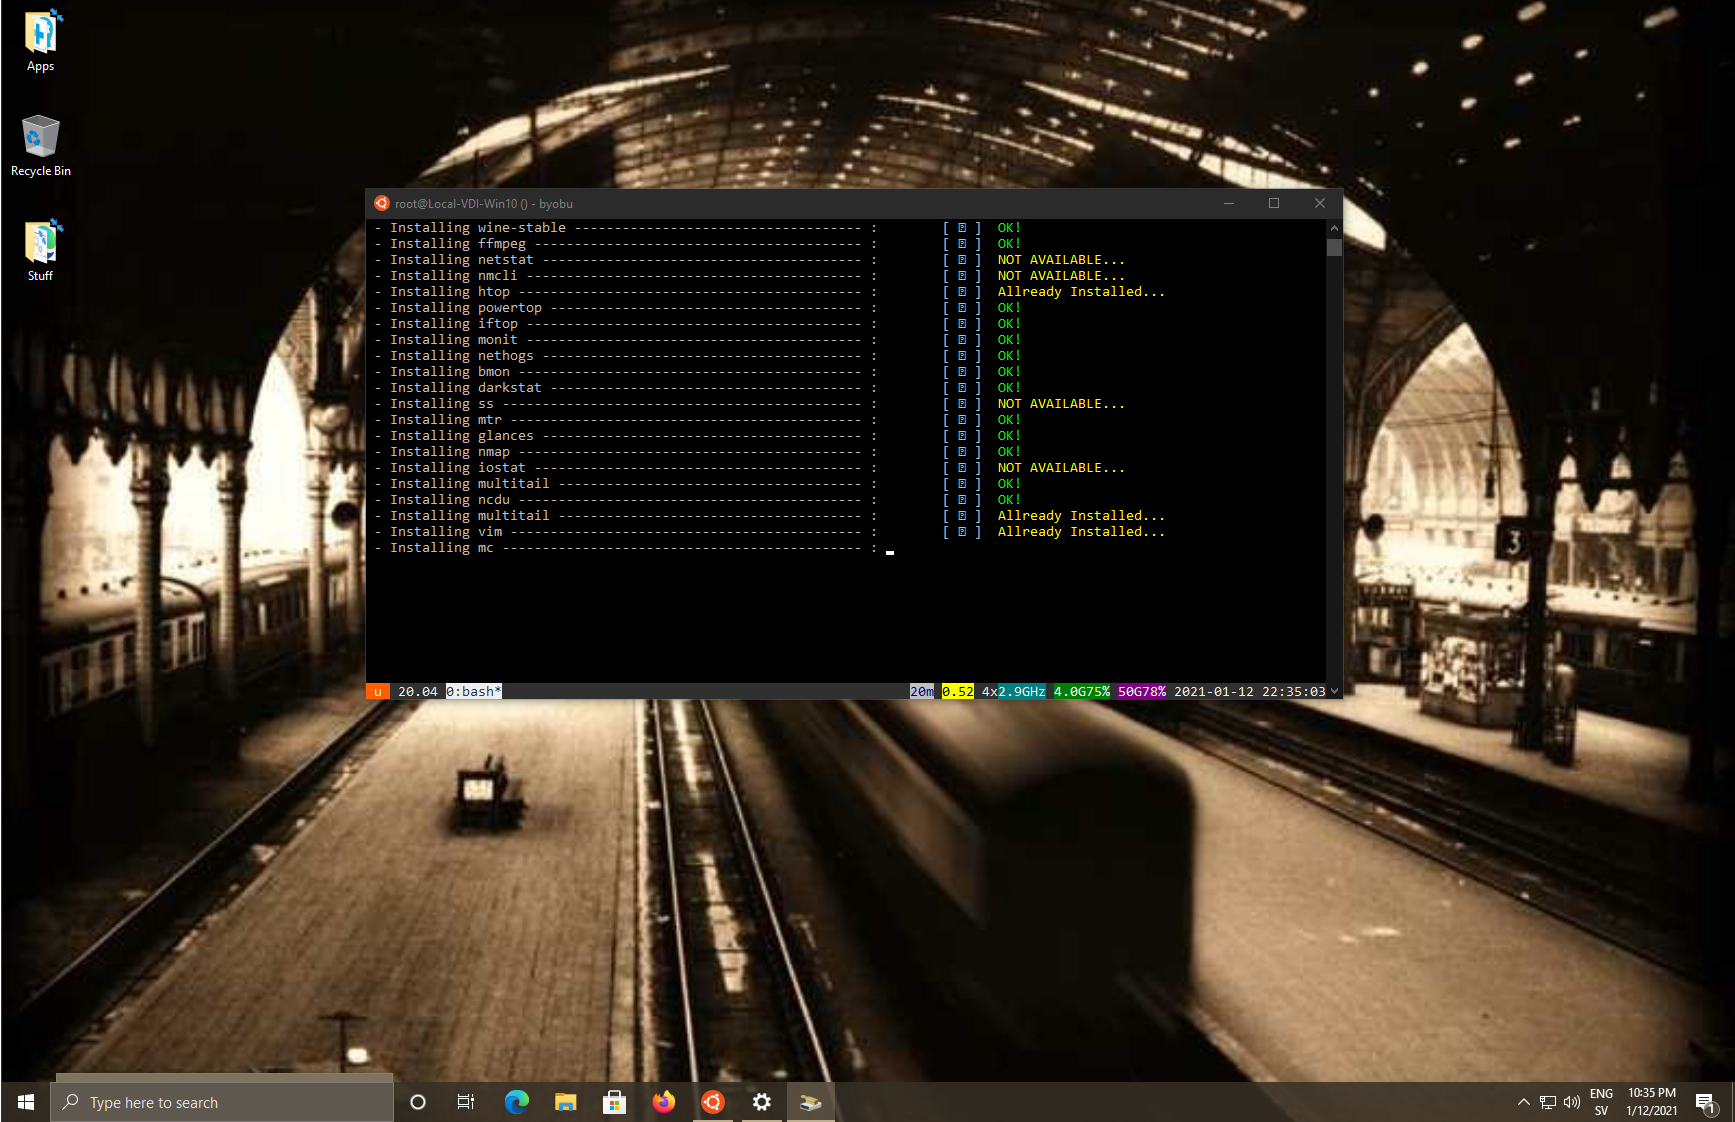 Apps
Recycle Bin
Stuff
root@Local-VDI-Win10 () - byobu
- Installing wine-stable ------------------------------------ :        [ ⍰ ]  OK!
- Installing ffmpeg ----------------------------------------- :        [ ⍰ ]  OK!
- Installing netstat ---------------------------------------- :        [ ⍰ ]  NOT AVAILABLE...
- Installing nmcli ------------------------------------------ :        [ ⍰ ]  NOT AVAILABLE...
- Installing htop ------------------------------------------- :        [ ⍰ ]  Allready Installed...
- Installing powertop --------------------------------------- :        [ ⍰ ]  OK!
- Installing iftop ------------------------------------------ :        [ ⍰ ]  OK!
- Installing monit ------------------------------------------ :        [ ⍰ ]  OK!
- Installing nethogs ---------------------------------------- :        [ ⍰ ]  OK!
- Installing bmon ------------------------------------------- :        [ ⍰ ]  OK!
- Installing darkstat --------------------------------------- :        [ ⍰ ]  OK!
- Installing ss --------------------------------------------- :        [ ⍰ ]  NOT AVAILABLE...
- Installing mtr -------------------------------------------- :        [ ⍰ ]  OK!
- Installing glances ---------------------------------------- :        [ ⍰ ]  OK!
- Installing nmap ------------------------------------------- :        [ ⍰ ]  OK!
- Installing iostat ----------------------------------------- :        [ ⍰ ]  NOT AVAILABLE...
- Installing multitail -------------------------------------- :        [ ⍰ ]  OK!
- Installing ncdu ------------------------------------------- :        [ ⍰ ]  OK!
- Installing multitail -------------------------------------- :        [ ⍰ ]  Allready Installed...
- Installing vim -------------------------------------------- :        [ ⍰ ]  Allready Installed...
- Installing mc --------------------------------------------- :
3
u 20.04 0:bash* 20m 0.52 4x2.9GHz 4.0G75% 50G78% 2021-01-12 22:35:03
Type here to search
ENG 10:35 PM
SV 1/12/2021
1